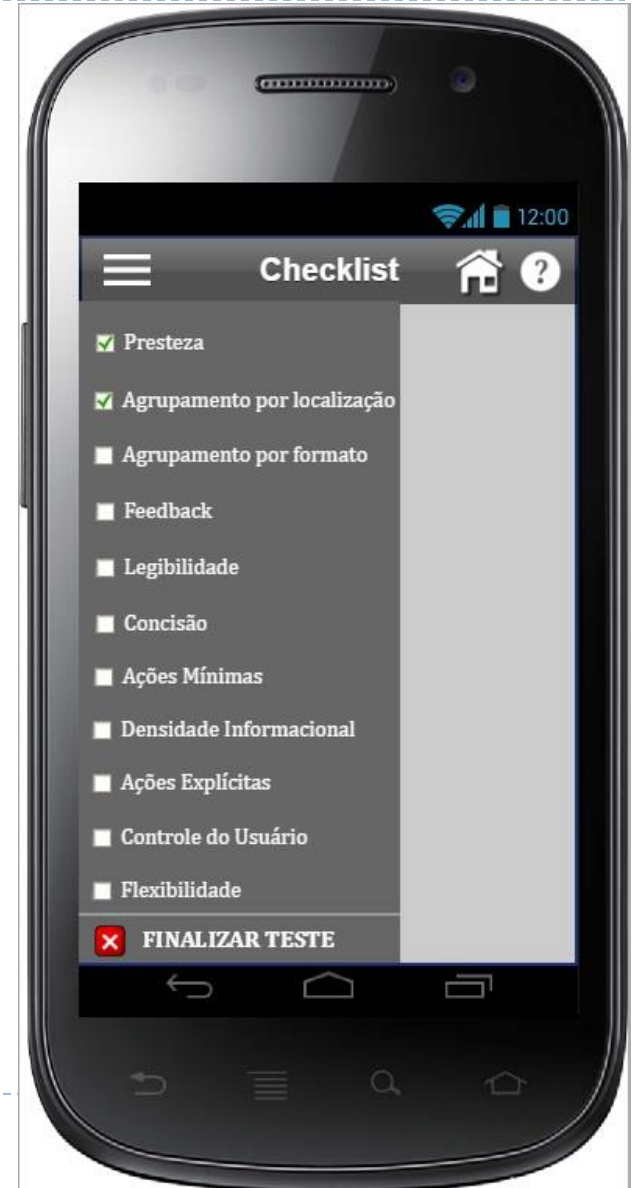 12:00
Checklist ?
Presteza
Agrupamento por localização
Agrupamento por formato
Feedback
Legibilidade
Concisão
Ações Mínimas
Densidade Informacional
Ações Explícitas
Controle do Usuário
Flexibilidade
FINALIZAR TESTE